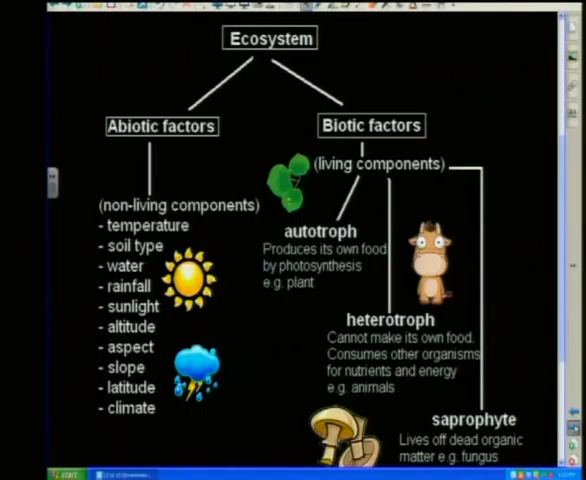 Ecosystem
Abiotic factors
Biotic factors
(living components)
(non-living components)
- temperature
- soil type
- water
- rainfall
- sunlight
- altitude
- aspect
- slope
- latitude
- climate
autotroph
Produces its own food
by photosynthesis
e.g. plant
heterotroph
Cannot make its own food.
Consumes other organisms
for nutrients and energy
e.g. animals
saprophyte
Lives off dead organic
matter e.g. fungus
start